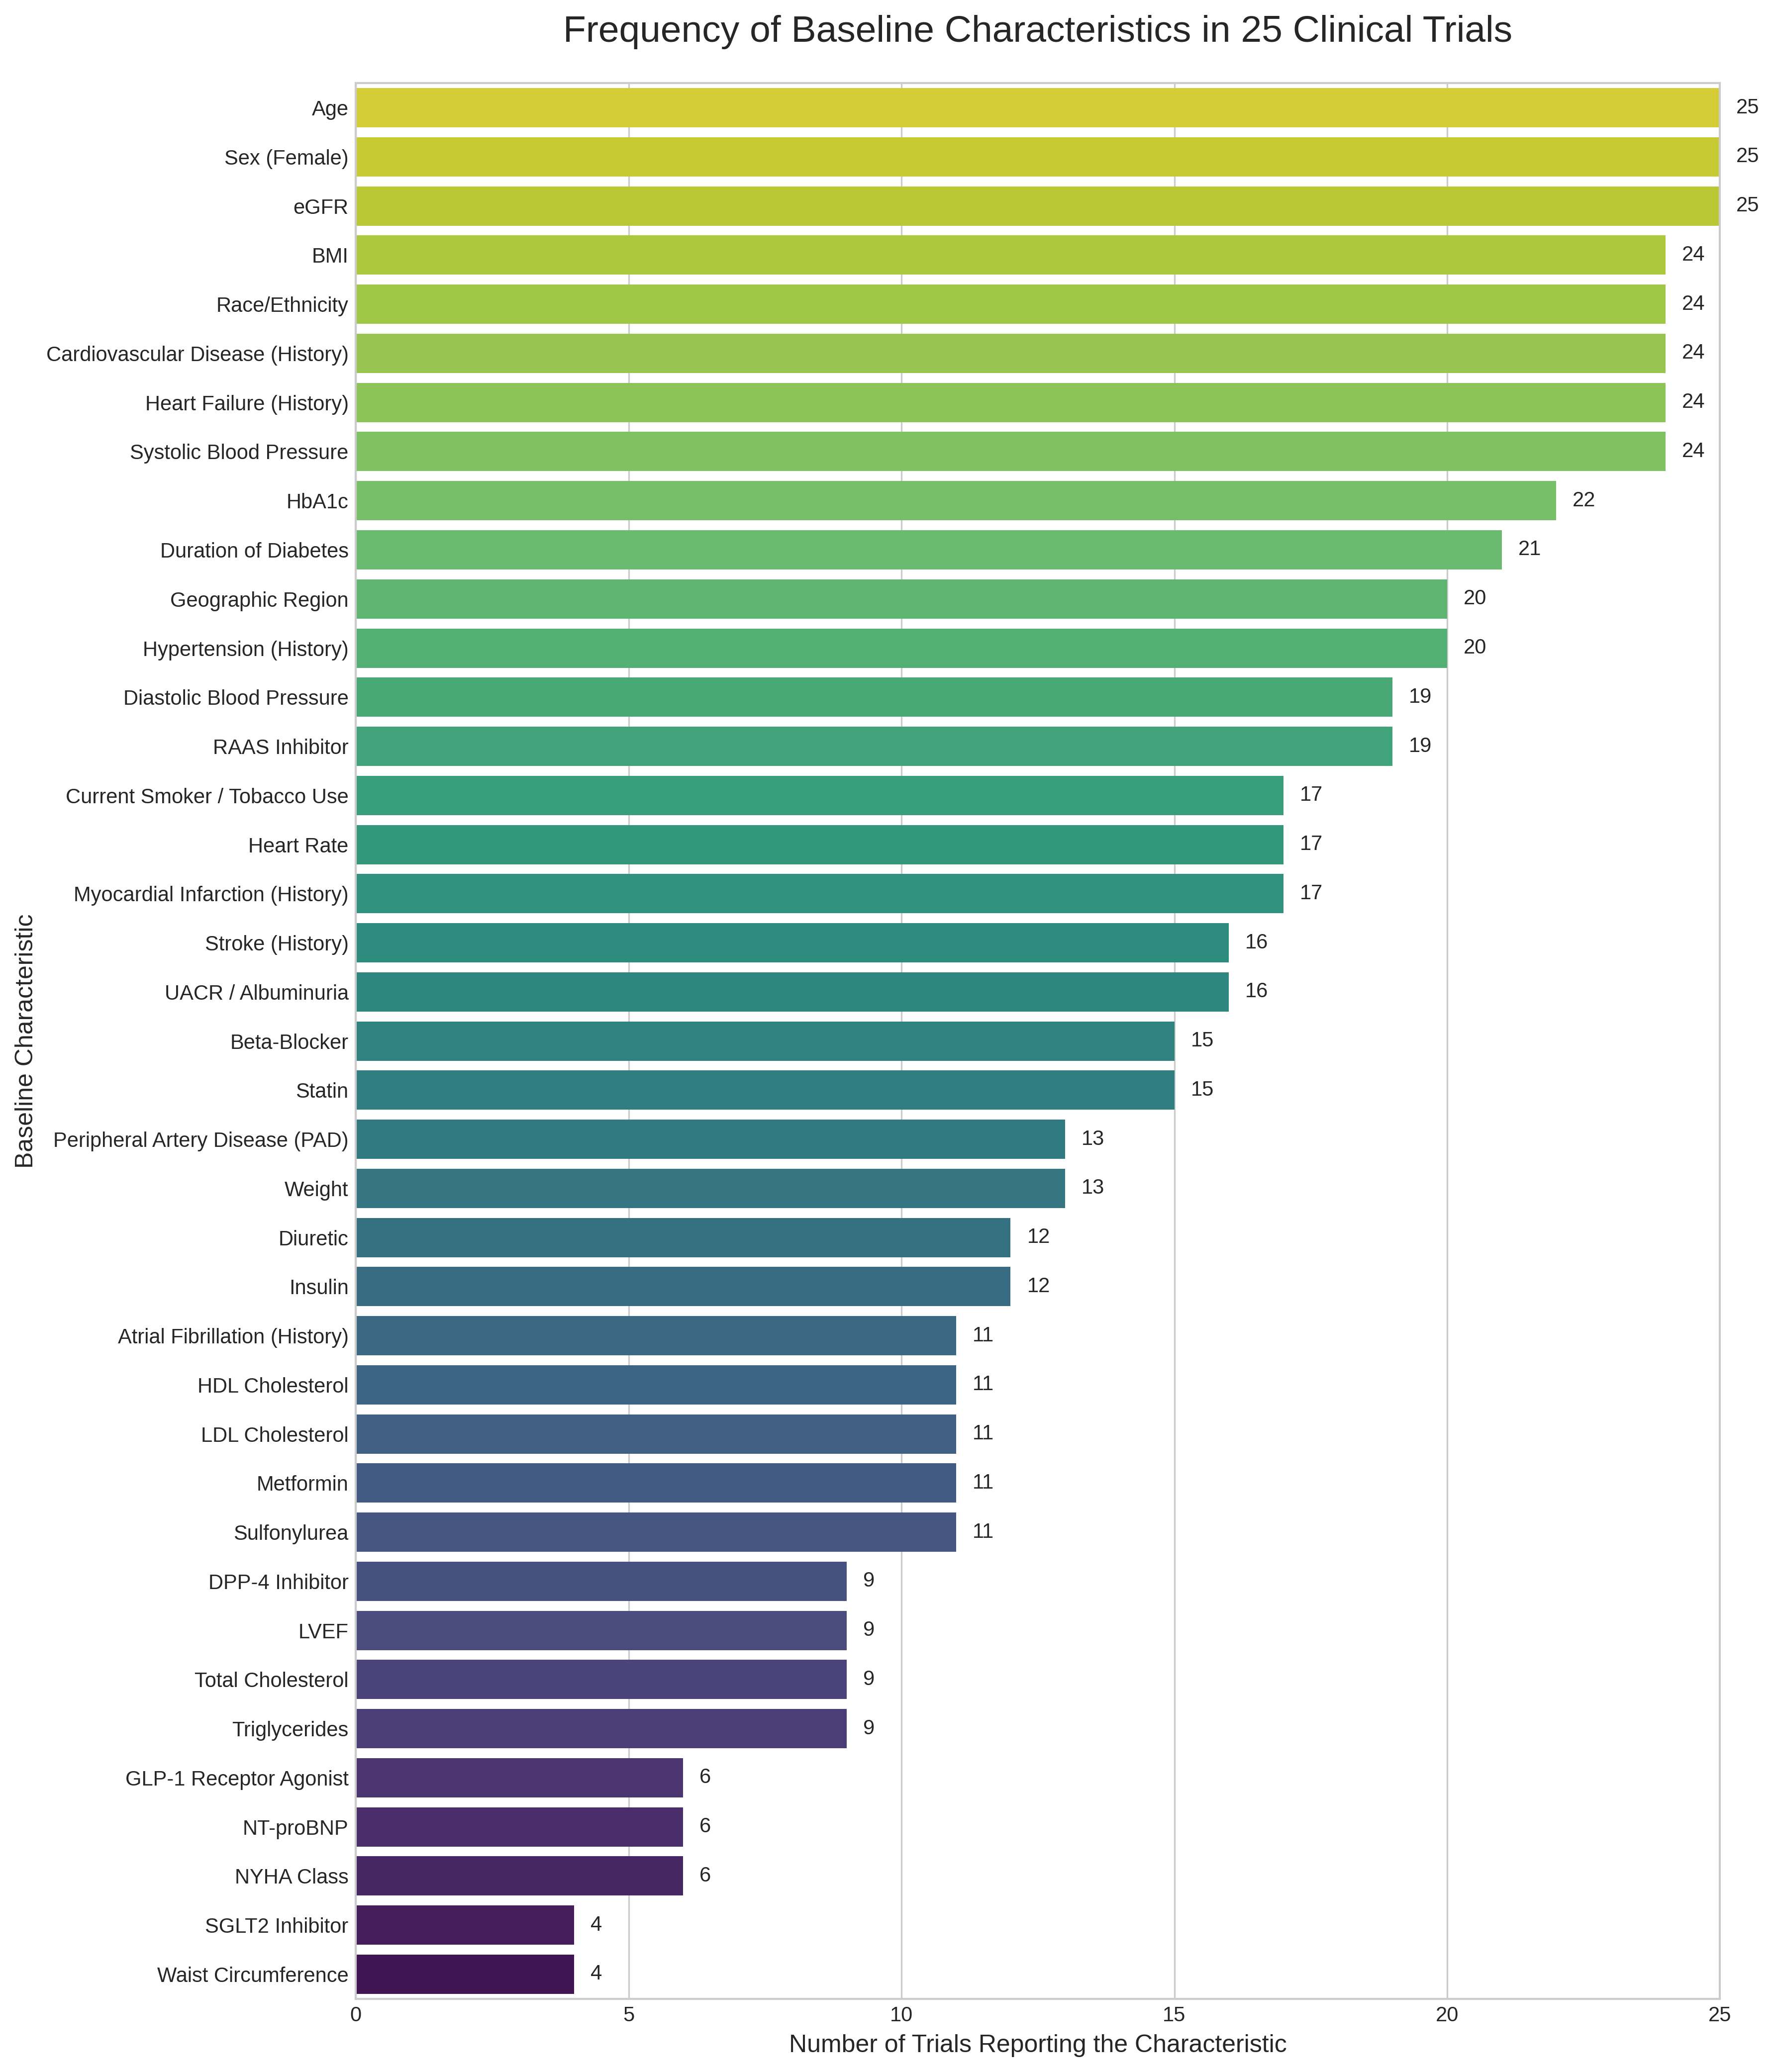 Frequency of Baseline Characteristics in 25 Clinical Trials
Age 25
Sex (Female) 25
eGFR 25
BMI 24
Race/Ethnicity 24
Cardiovascular Disease (History) 24
Heart Failure (History) 24
Systolic Blood Pressure 24
HbA1c 22
Duration of Diabetes 21
Geographic Region 20
Hypertension (History) 20
Diastolic Blood Pressure 19
RAAS Inhibitor 19
Current Smoker / Tobacco Use 17
Heart Rate 17
Myocardial Infarction (History) 17
Stroke (History) 16
UACR / Albuminuria 16
Beta-Blocker 15
Statin 15
Peripheral Artery Disease (PAD) 13
Weight 13
Diuretic 12
Insulin 12
Atrial Fibrillation (History) 11
HDL Cholesterol 11
LDL Cholesterol 11
Metformin 11
Sulfonylurea 11
DPP-4 Inhibitor 9
LVEF 9
Total Cholesterol 9
Triglycerides 9
GLP-1 Receptor Agonist 6
NT-proBNP 6
NYHA Class 6
SGLT2 Inhibitor 4
Waist Circumference 4
0 5 10 15 20 25
Number of Trials Reporting the Characteristic
Baseline Characteristic